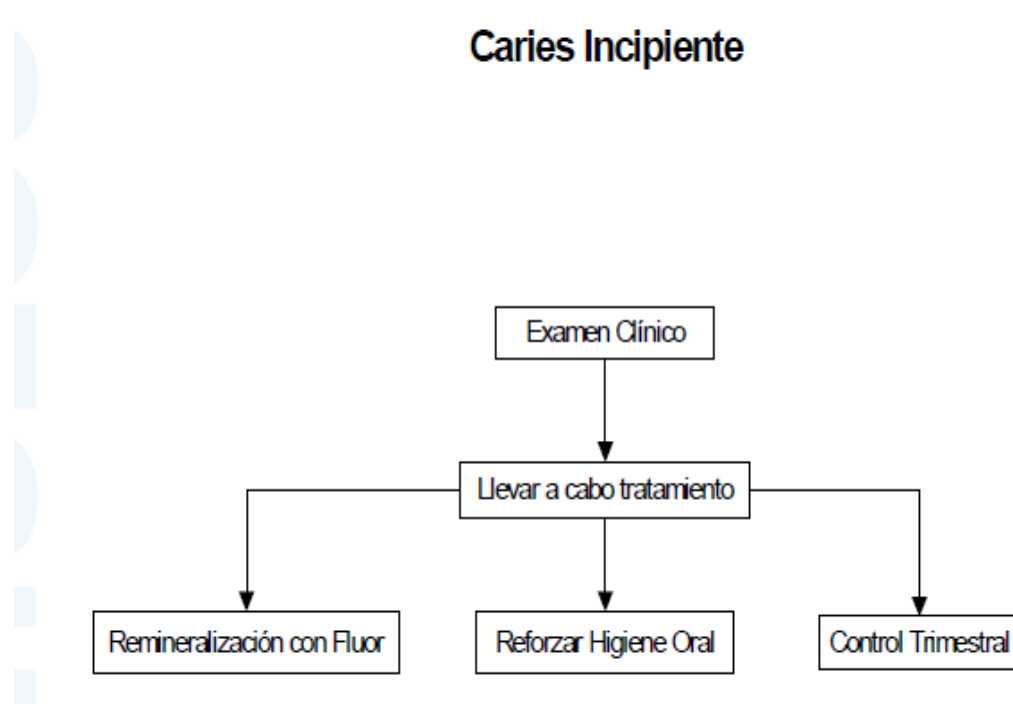 Caries Incipiente
Examen Clínico
Llevar a cabo tratamiento
Remineralización con Fluor
Reforzar Higiene Oral
Control Trimestral